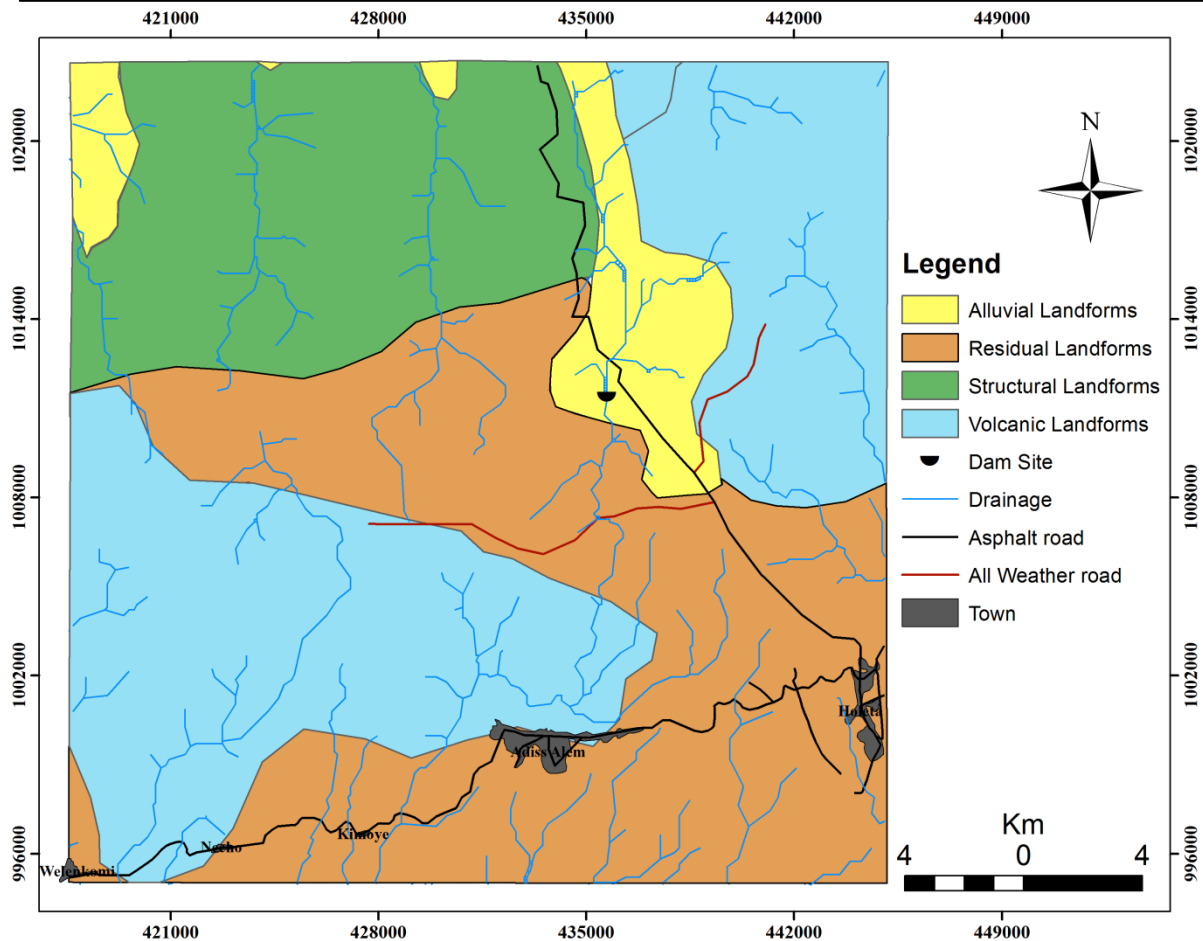 421000 428000 435000 442000 449000
1020000 1020000
N
Legend
1014000 1014000
Alluvial Landforms
Residual Landforms
Structural Landforms
Volcanic Landforms
Dam Site
1008000 1008000
Drainage
Asphalt road
All Weather road
Town
1002000 1002000
Holeta
Adiss Alem
Kimoye
Necho
Welenkomi
996000 996000
Km
4 0 4
421000 428000 435000 442000 449000